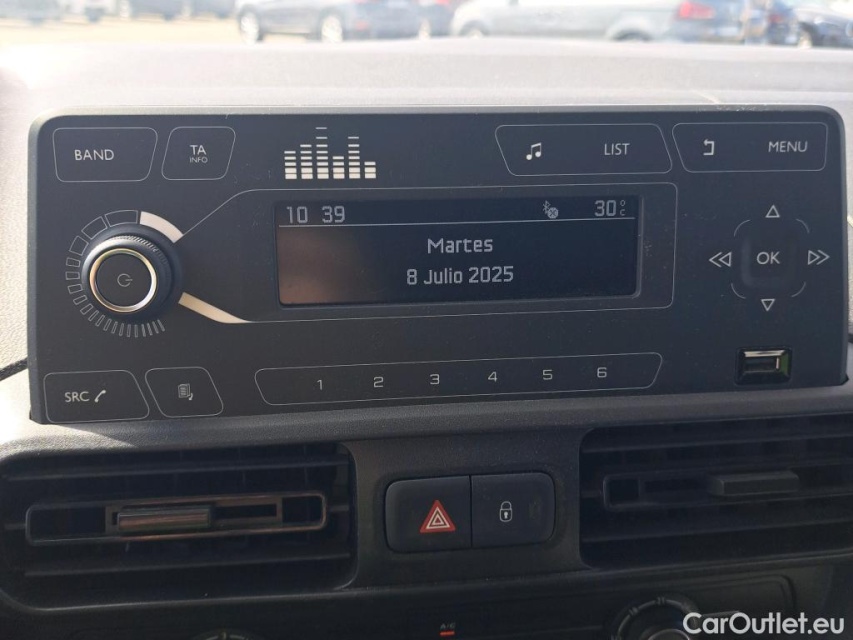 BAND
TA
INFO
LIST
MENU
10 39
30°C
Martes
8 Julio 2025
OK
SRC
1 2 3 4 5 6
CarOutlet.eu